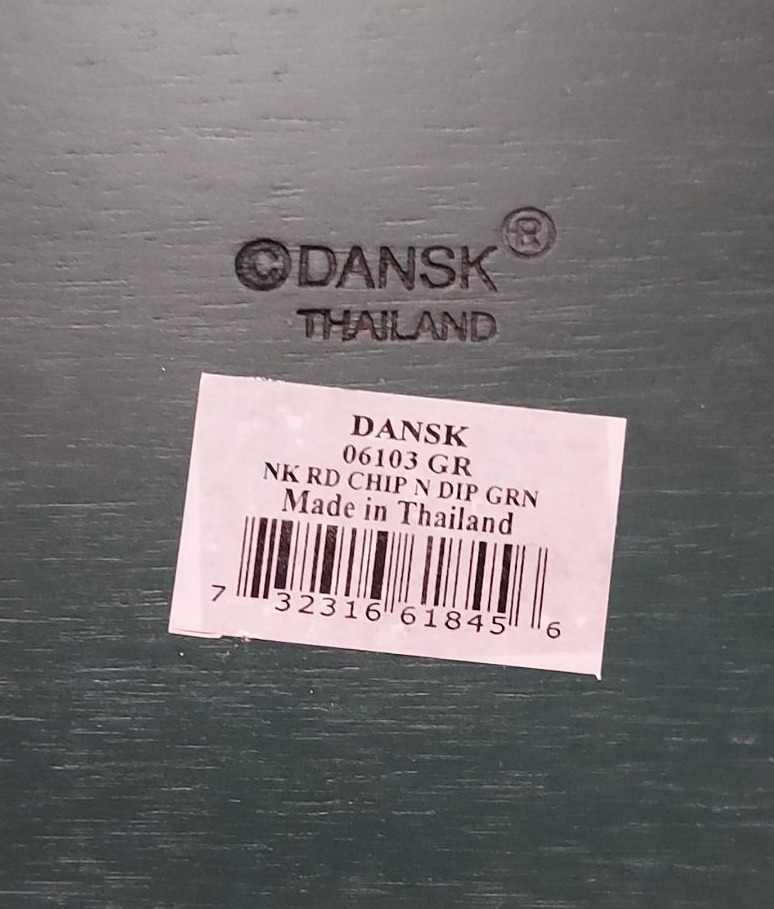 ©DANSK®
THAILAND
DANSK
06103 GR
NK RD CHIP N DIP GRN
Made in Thailand
7 32316 61845 6